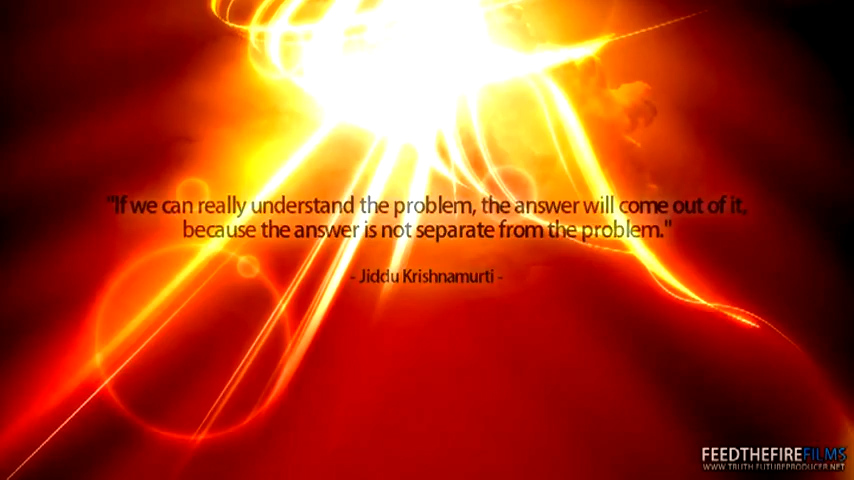 "If we can really understand the problem, the answer will come out of it,
because the answer is not separate from the problem."
- Jiddu Krishnamurti -
FEEDTHEFIREFILMS
WWW.TRUTH.FUTUREPRODUCER.NET